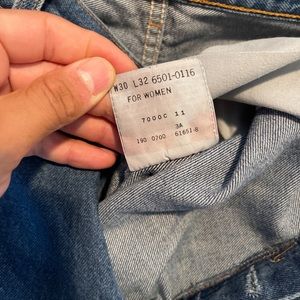 W30 L32 6501-0116
FOR WOMEN
7000C 11
3A
190 0200 61651-8